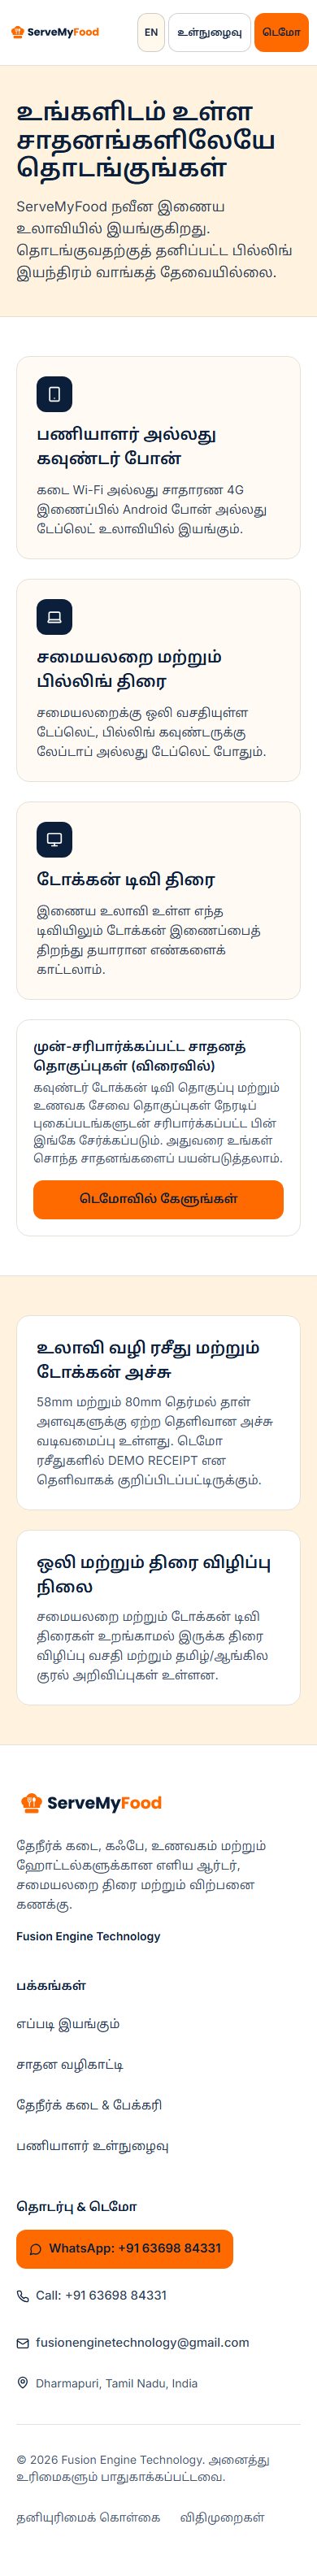 ServeMyFood
EN
உள்நுழைவு
டெமோ
உங்களிடம் உள்ள
சாதனங்களிலேயே
தொடங்குங்கள்
ServeMyFood நவீன இணைய
உலாவியில் இயங்குகிறது.
தொடங்குவதற்குத் தனிப்பட்ட பில்லிங்
இயந்திரம் வாங்கத் தேவையில்லை.
பணியாளர் அல்லது
கவுண்டர் போன்
கடை Wi-Fi அல்லது சாதாரண 4G
இணைப்பில் Android போன் அல்லது
டேப்லெட் உலாவியில் இயங்கும்.
சமையலறை மற்றும்
பில்லிங் திரை
சமையலறைக்கு ஒலி வசதியுள்ள
டேப்லெட், பில்லிங் கவுண்டருக்கு
லேப்டாப் அல்லது டேப்லெட் போதும்.
டோக்கன் டிவி திரை
இணைய உலாவி உள்ள எந்த
டிவியிலும் டோக்கன் இணைப்பைத்
திறந்து தயாரான எண்களைக்
காட்டலாம்.
முன்-சரிபார்க்கப்பட்ட சாதனத்
தொகுப்புகள் (விரைவில்)
கவுண்டர் டோக்கன் டிவி தொகுப்பு மற்றும்
உணவக சேவை தொகுப்புகள் நேரடிப்
புகைப்படங்களுடன் சரிபார்க்கப்பட்ட பின்
இங்கே சேர்க்கப்படும். அதுவரை உங்கள்
சொந்த சாதனங்களைப் பயன்படுத்தலாம்.
டெமோவில் கேளுங்கள்
உலாவி வழி ரசீது மற்றும்
டோக்கன் அச்சு
58mm மற்றும் 80mm தெர்மல் தாள்
அளவுகளுக்கு ஏற்ற தெளிவான அச்சு
வடிவமைப்பு உள்ளது. டெமோ
ரசீதுகளில் DEMO RECEIPT என
தெளிவாகக் குறிப்பிடப்பட்டிருக்கும்.
ஒலி மற்றும் திரை விழிப்பு
நிலை
சமையலறை மற்றும் டோக்கன் டிவி
திரைகள் உறங்காமல் இருக்க திரை
விழிப்பு வசதி மற்றும் தமிழ்/ஆங்கில
குரல் அறிவிப்புகள் உள்ளன.
ServeMyFood
தேநீர்க் கடை, கஃபே, உணவகம் மற்றும்
ஹோட்டல்களுக்கான எளிய ஆர்டர்,
சமையலறை திரை மற்றும் விற்பனை
கணக்கு.
Fusion Engine Technology
பக்கங்கள்
எப்படி இயங்கும்
சாதன வழிகாட்டி
தேநீர்க் கடை & பேக்கரி
பணியாளர் உள்நுழைவு
தொடர்பு & டெமோ
WhatsApp: +91 63698 84331
Call: +91 63698 84331
fusionenginetechnology@gmail.com
Dharmapuri, Tamil Nadu, India
© 2026 Fusion Engine Technology. அனைத்து
உரிமைகளும் பாதுகாக்கப்பட்டவை.
தனியுரிமைக் கொள்கை விதிமுறைகள்